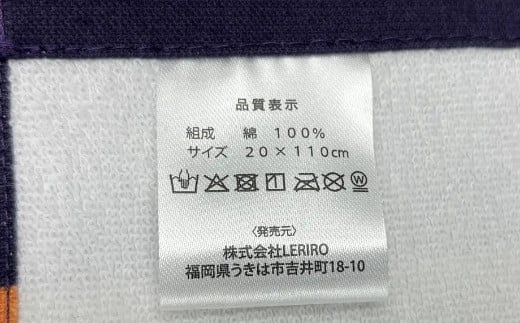 品質表示
組成 綿 100%
サイズ 20×110cm
W
〈発売元〉
株式会社LERIRO
福岡県うきは市吉井町18-10